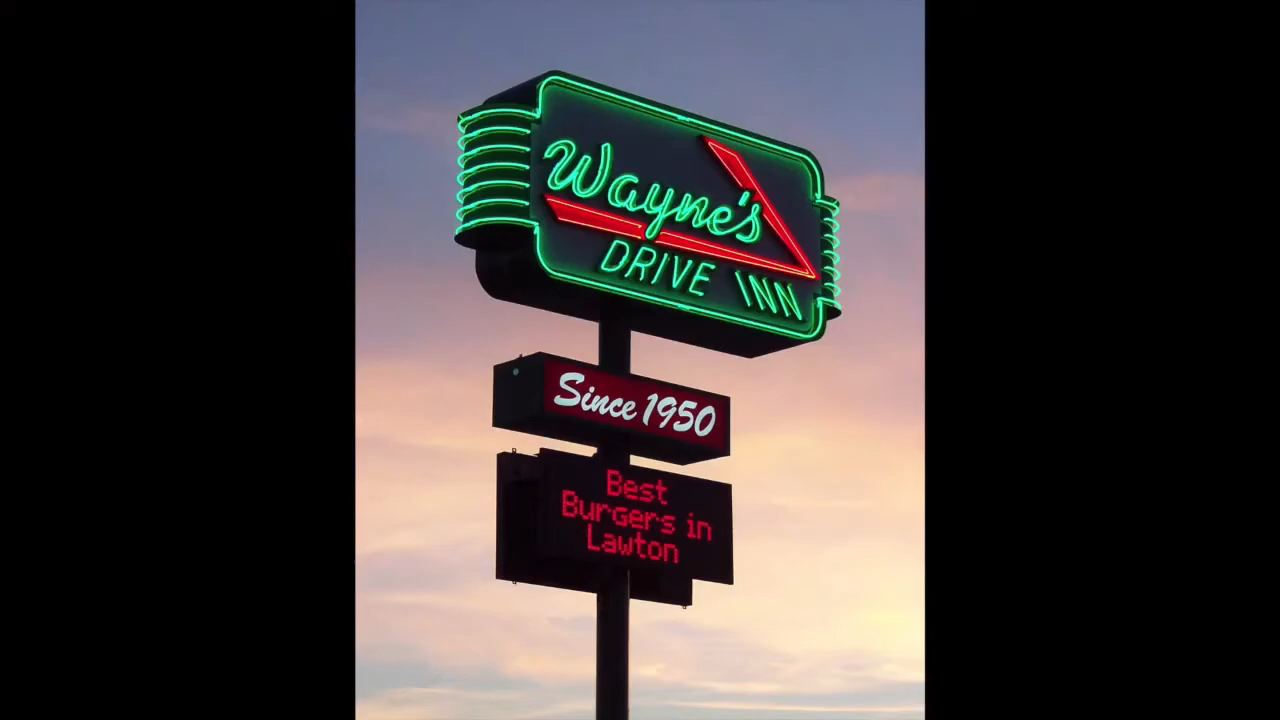 Wayne's
DRIVE INN
Since 1950
Best
Burgers in
Lawton